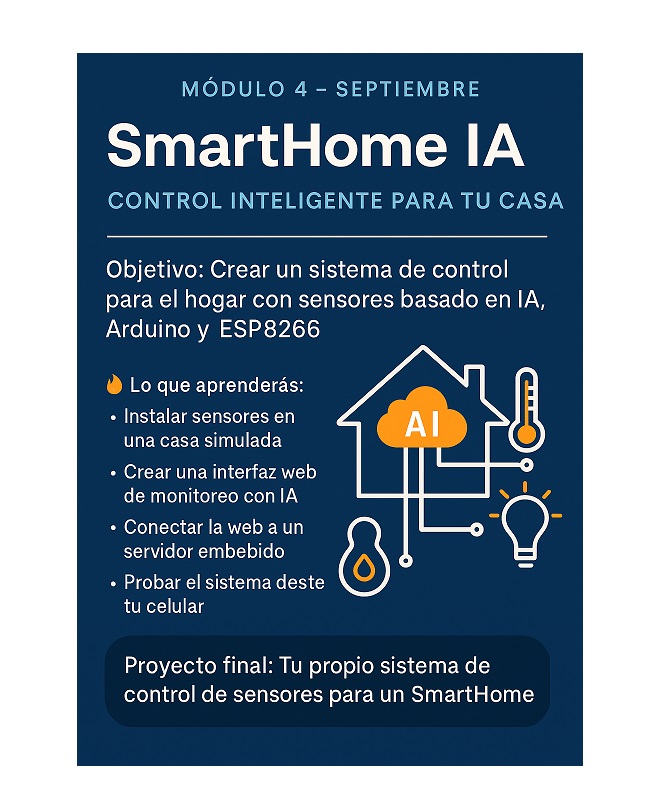 MÓDULO 4 – SEPTIEMBRE
SmartHome IA
CONTROL INTELIGENTE PARA TU CASA
Objetivo: Crear un sistema de control
para el hogar con sensores basado en IA,
Arduino y ESP8266
Lo que aprenderás:
• Instalar sensores en
una casa simulada
• Crear una interfaz web
de monitoreo con IA
• Conectar la web a un
servidor embebido
• Probar el sistema deste
tu celular
AI
Proyecto final: Tu propio sistema de
control de sensores para un SmartHome